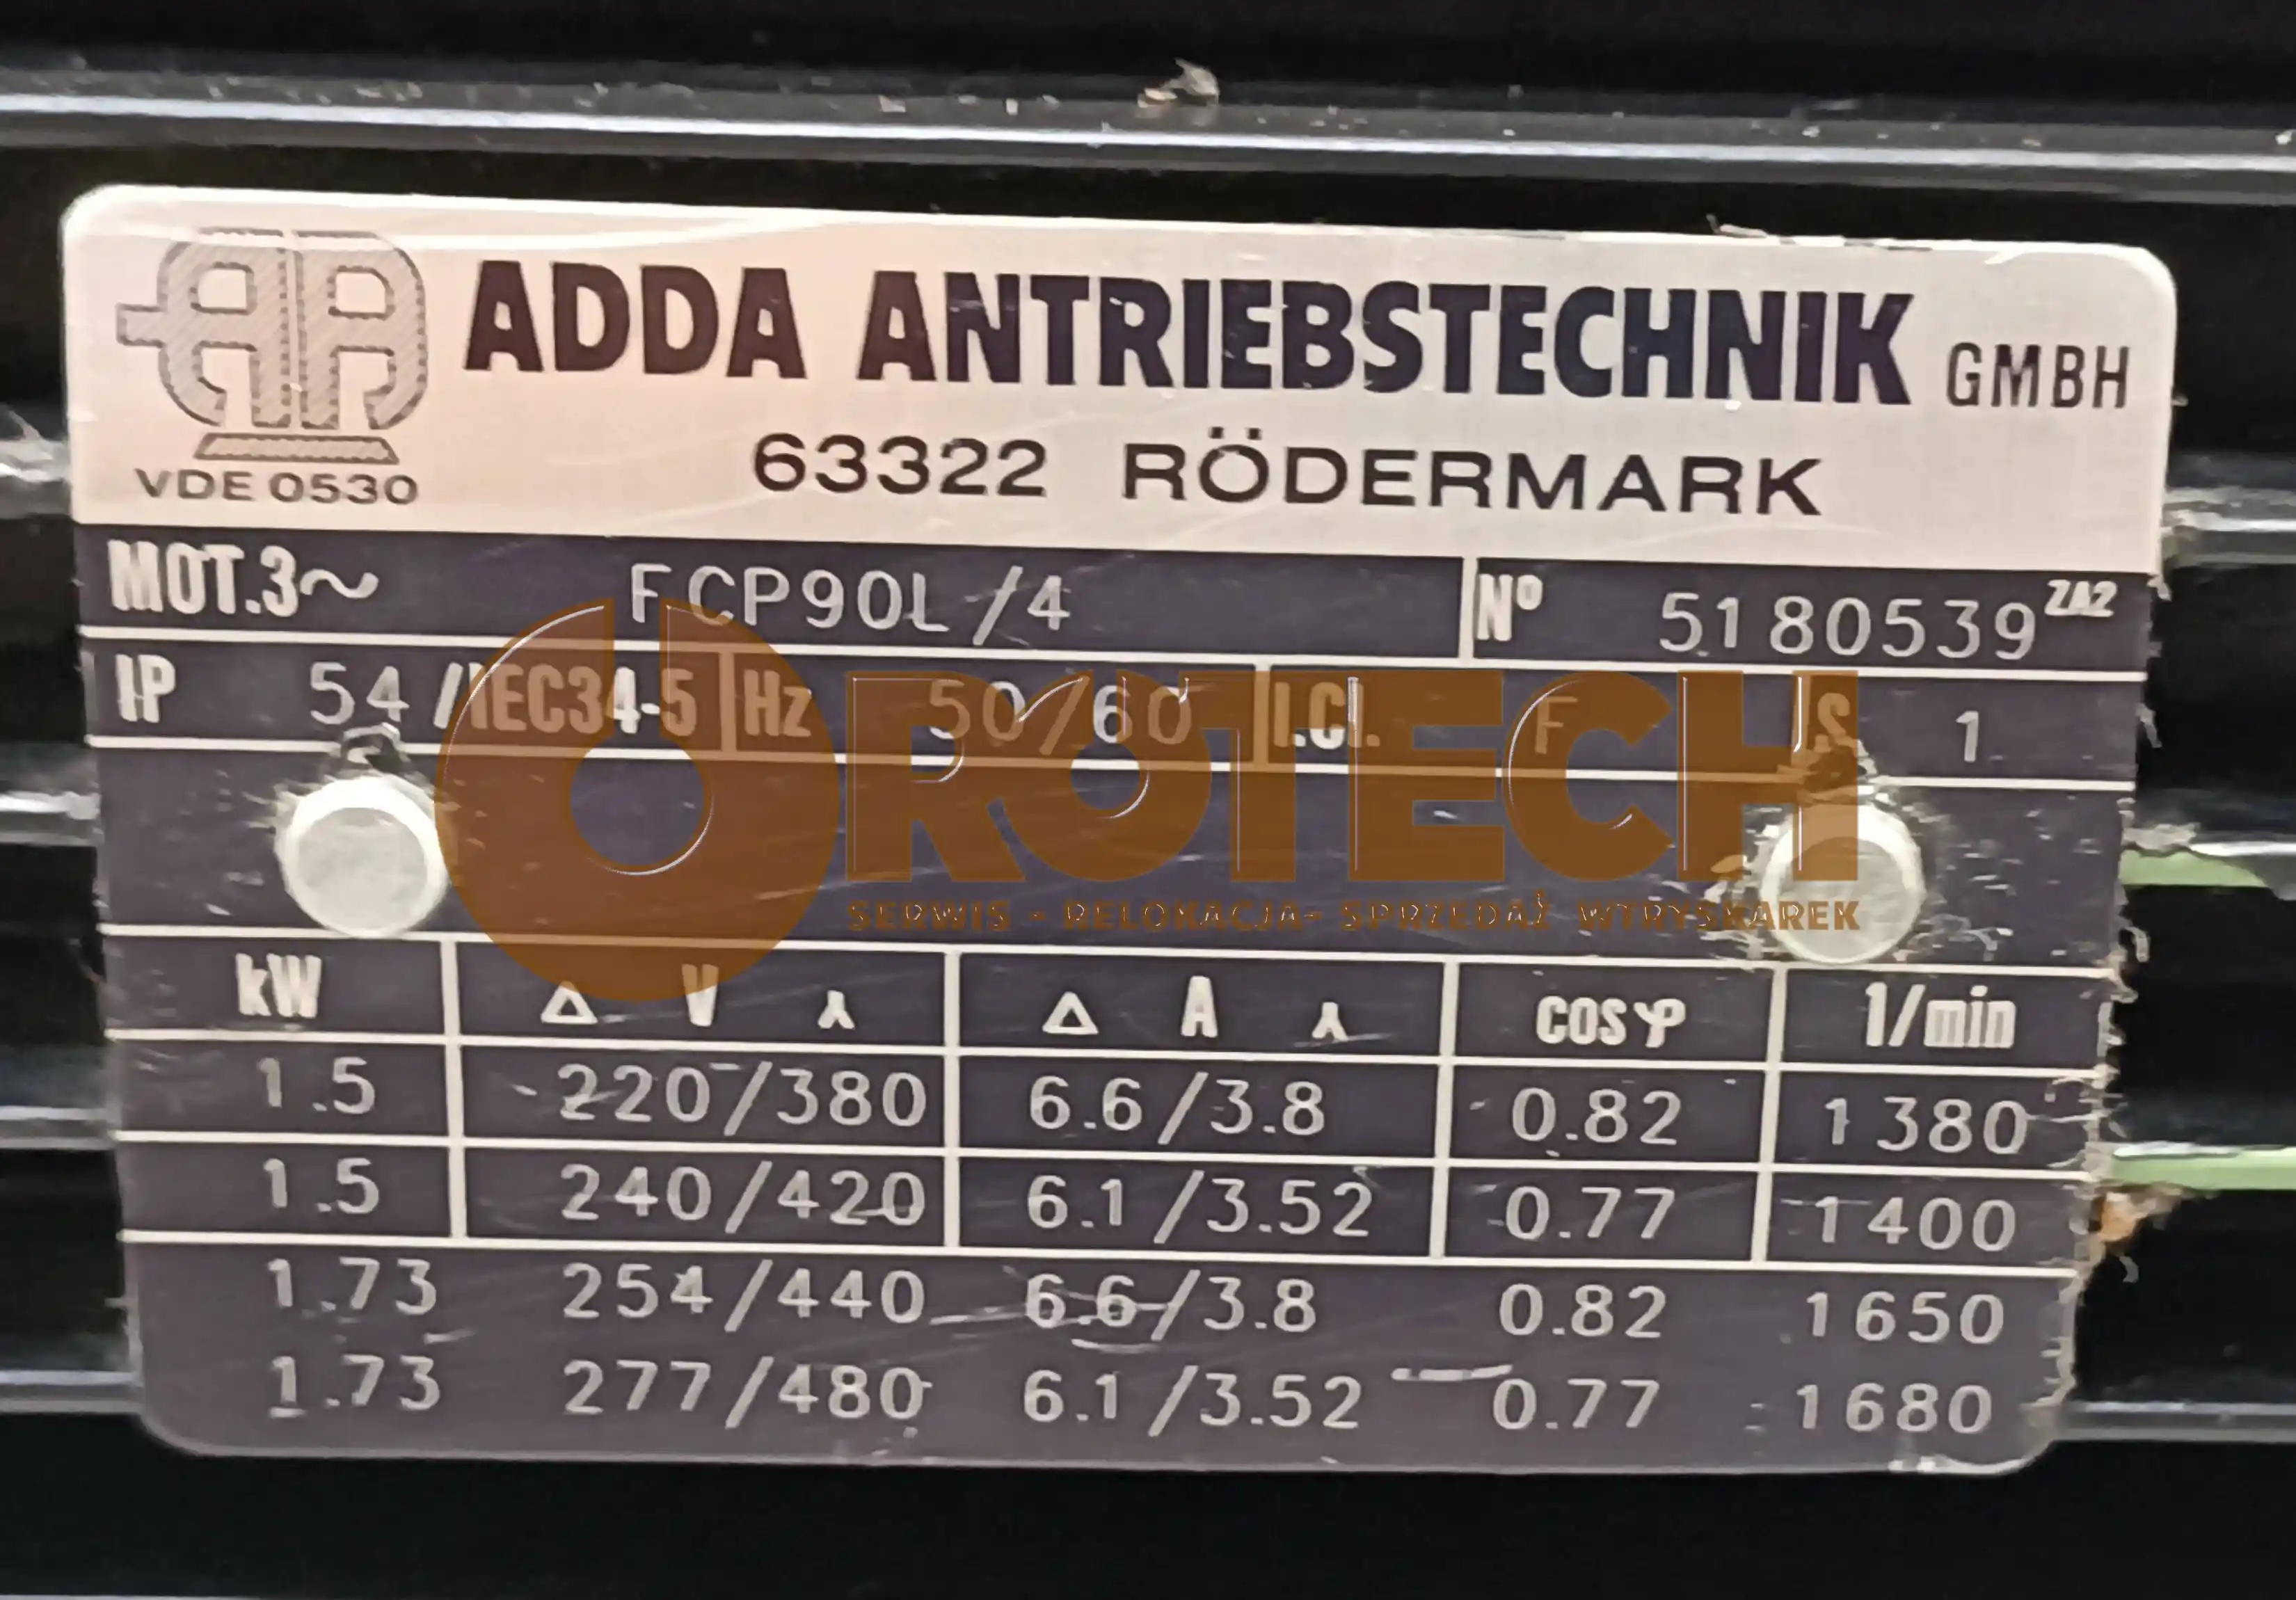 ADDA ANTRIEBSTECHNIK GMBH
63322 RÖDERMARK
VDE 0530
MOT.3~ FCP90L/4 Nº 5180539 ZA2
IP 54/IEC34-5 Hz 50/60 I.Cl. F S 1
OROTECH
SERWIS - RELOKACJA- SPRZEDAŻ WTRYSKAREK
kW Δ V ⅄ Δ A ⅄ cosφ 1/min
1.5 220/380 6.6/3.8 0.82 1380
1.5 240/420 6.1/3.52 0.77 1400
1.73 254/440 6.6/3.8 0.82 1650
1.73 277/480 6.1/3.52 0.77 1680